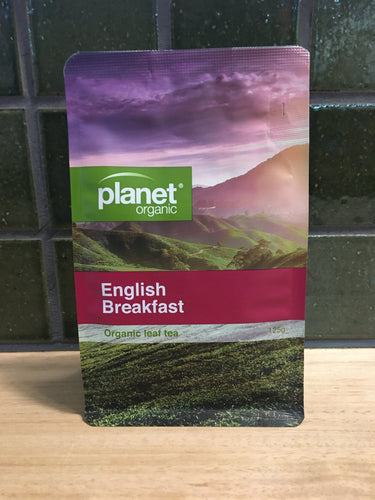 planet®
organic
English
Breakfast
Organic leaf tea
125g